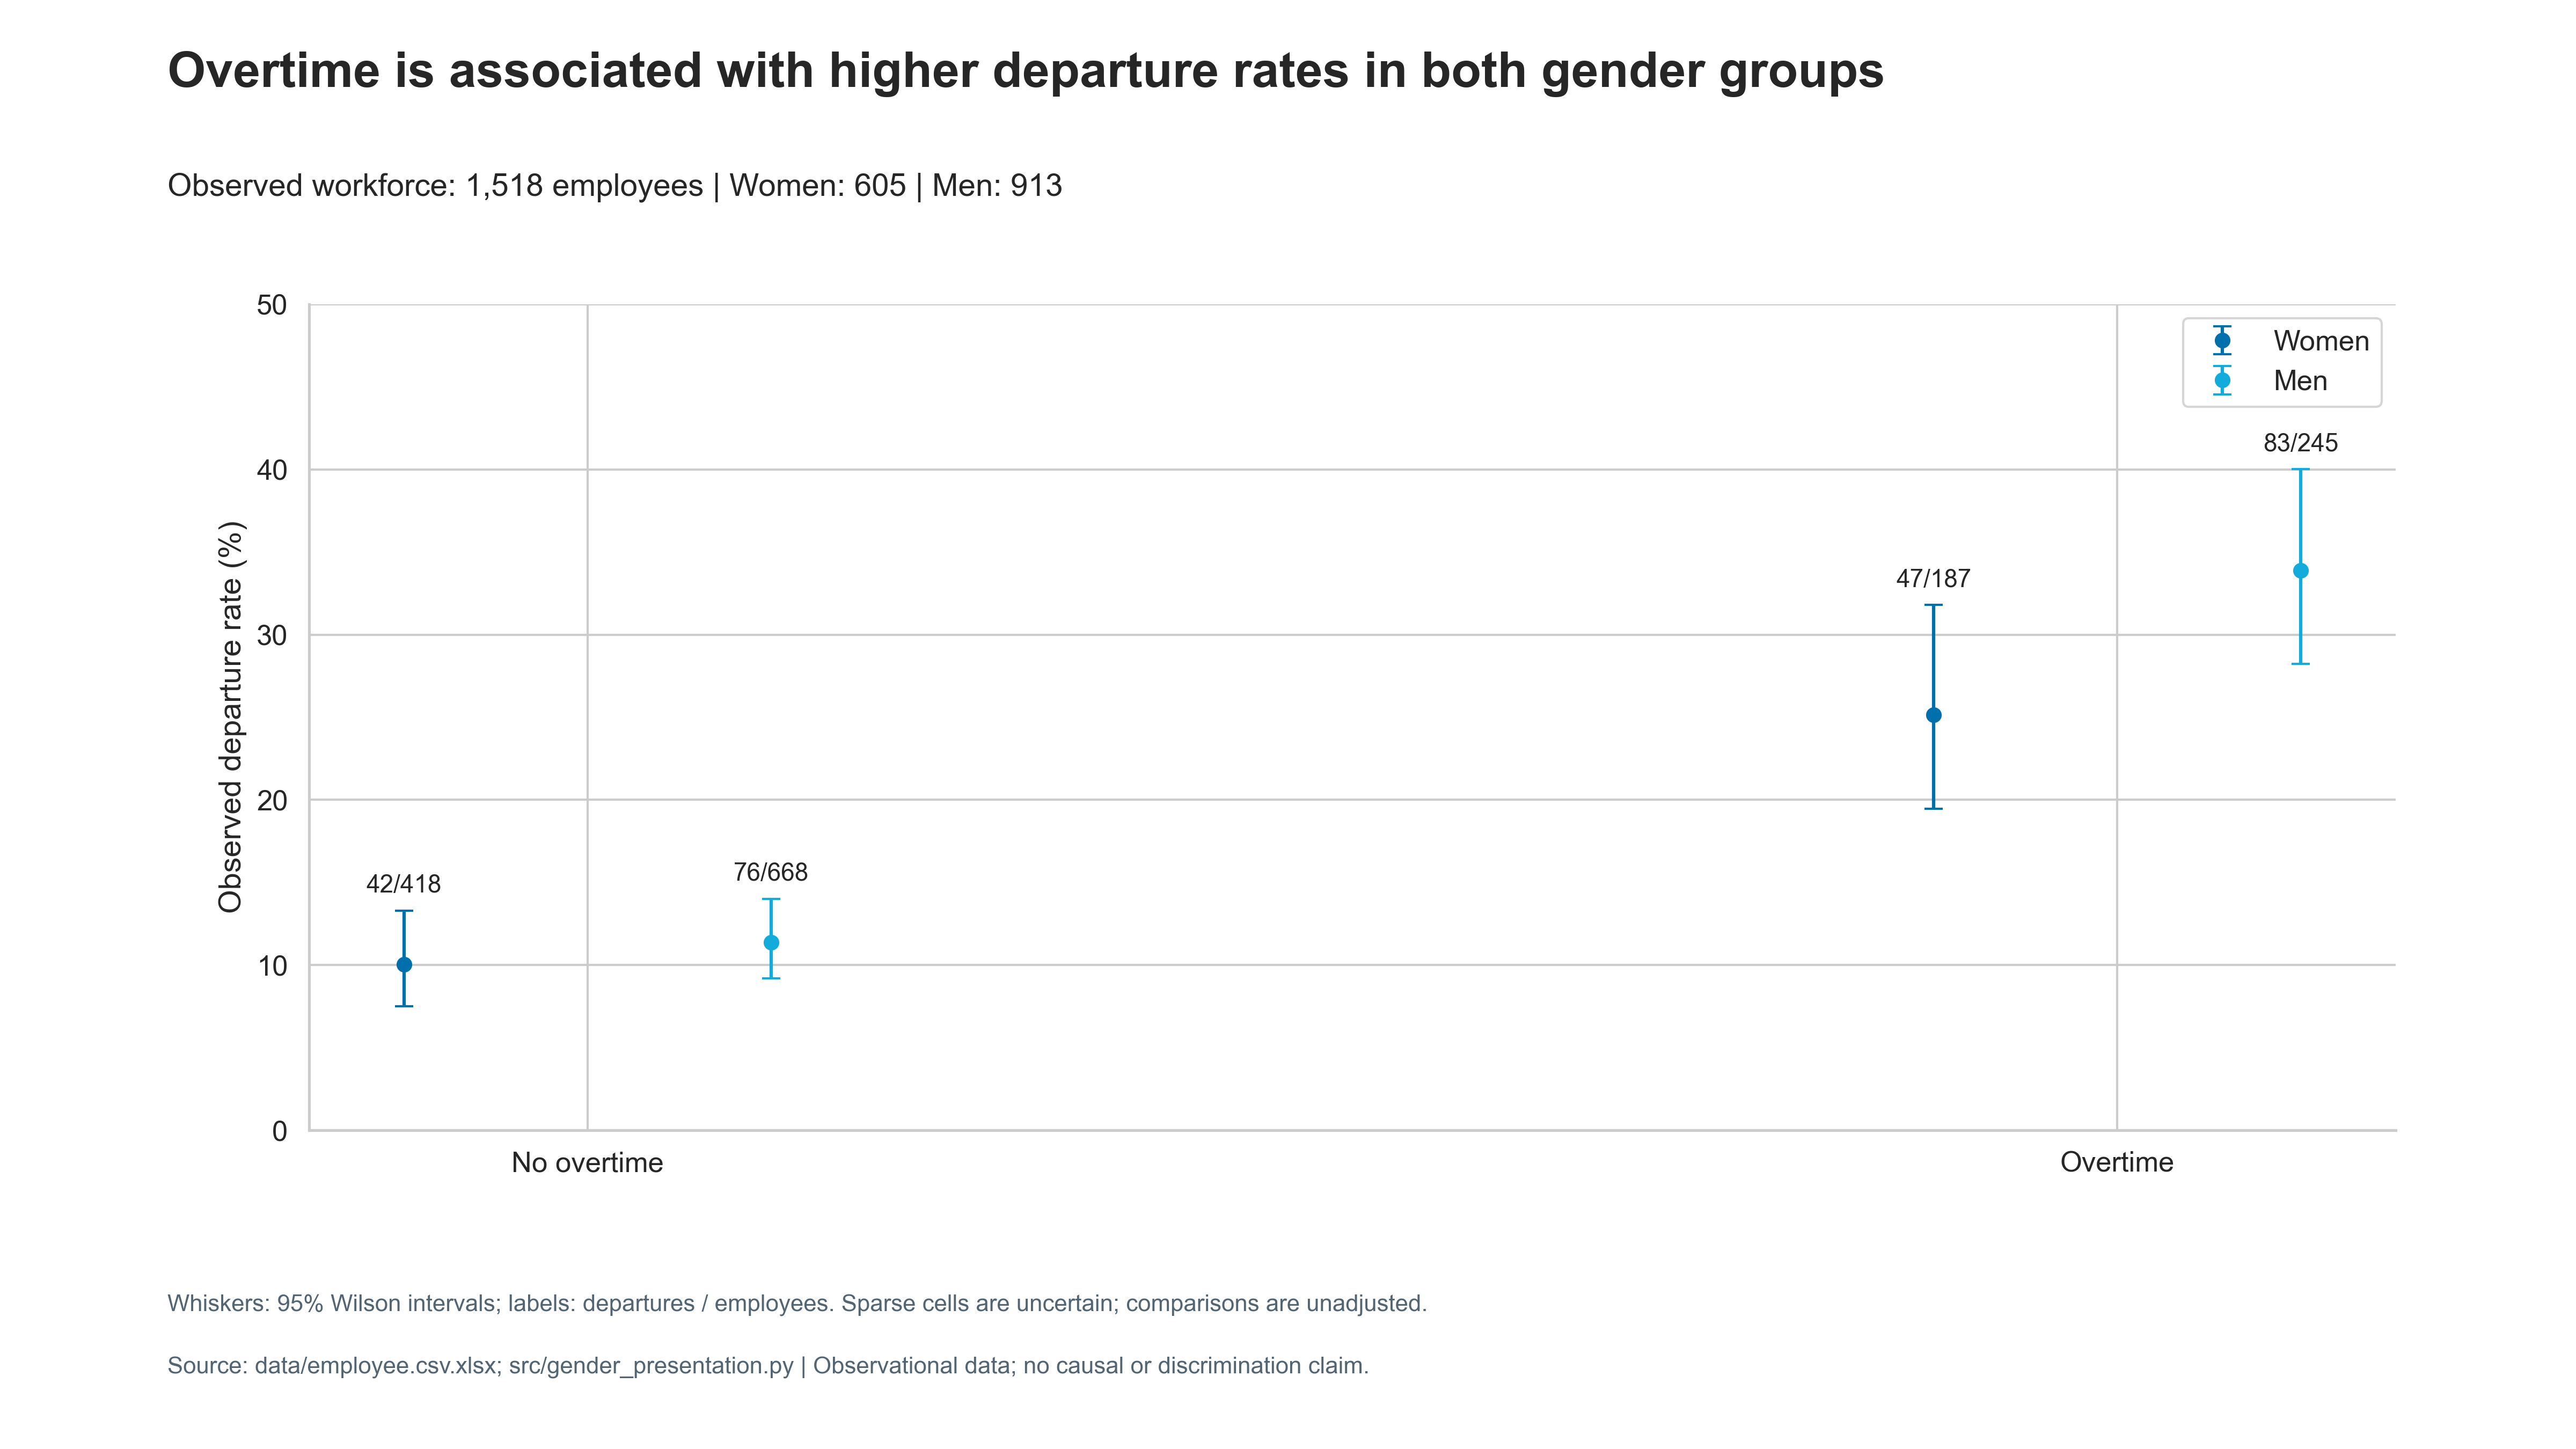 Overtime is associated with higher departure rates in both gender groups
Observed workforce: 1,518 employees | Women: 605 | Men: 913
Observed departure rate (%)
50
40
30
20
10
0
Women
Men
42/418
76/668
47/187
83/245
No overtime
Overtime
Whiskers: 95% Wilson intervals; labels: departures / employees. Sparse cells are uncertain; comparisons are unadjusted.
Source: data/employee.csv.xlsx; src/gender_presentation.py | Observational data; no causal or discrimination claim.